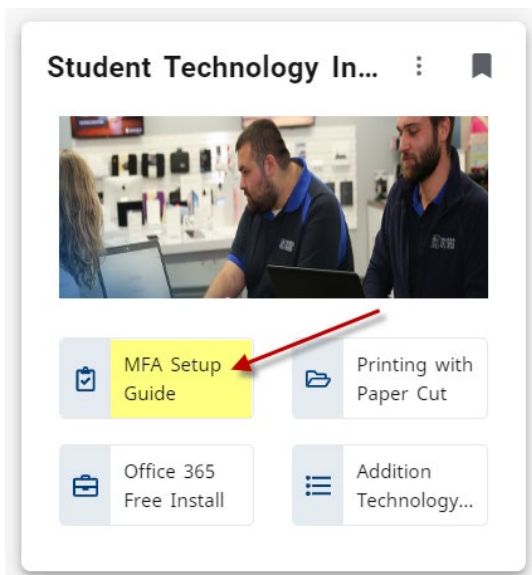 Student Technology In...
MFA Setup
Guide
Printing with
Paper Cut
Office 365
Free Install
Addition
Technology...